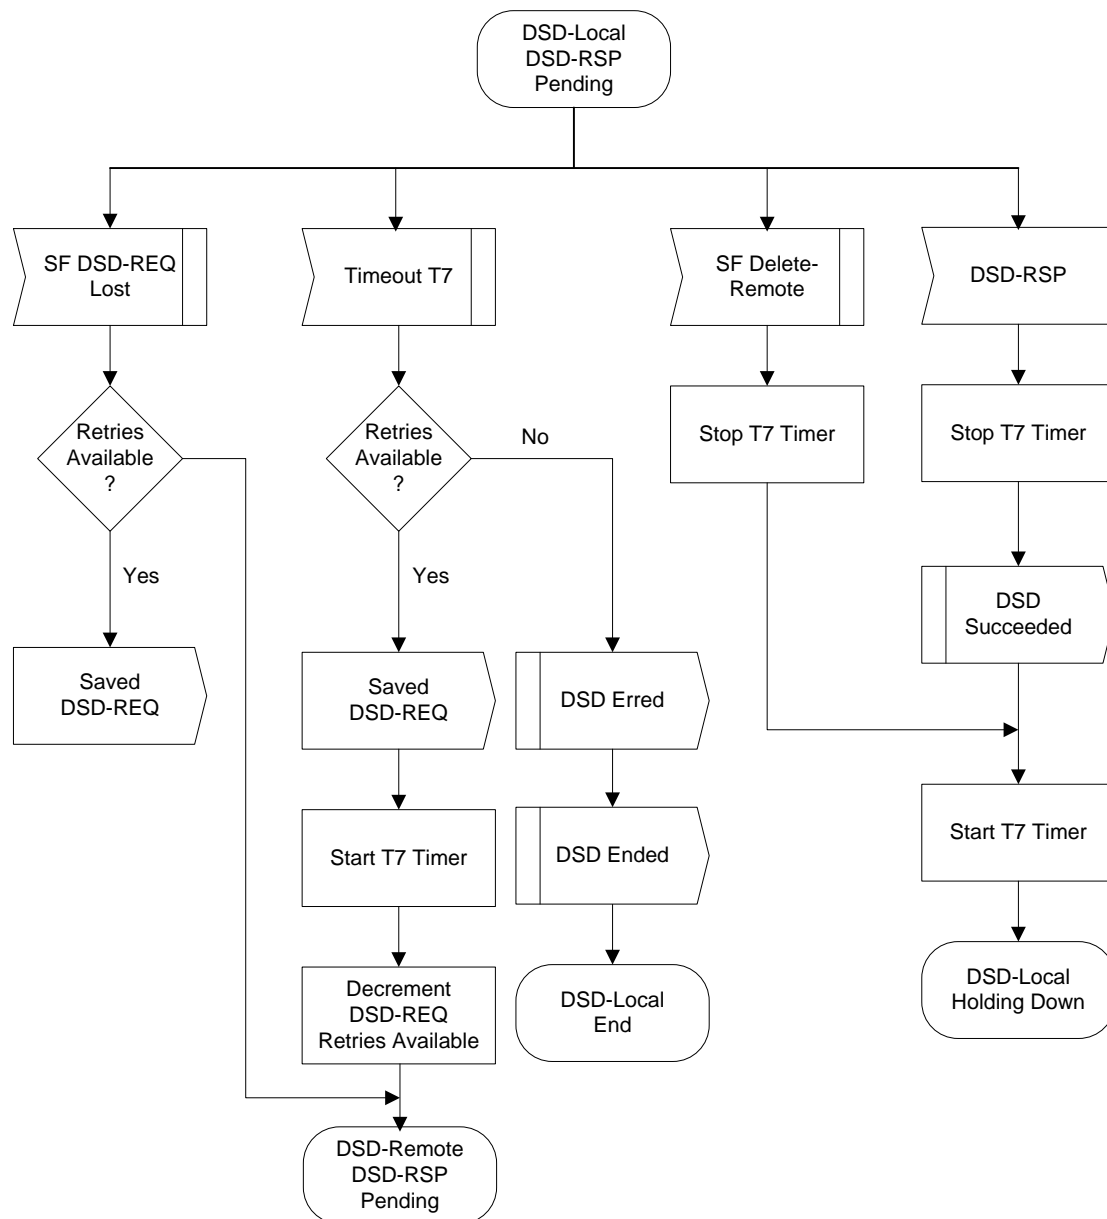 DSD-Local
DSD-RSP
Pending
SF DSD-REQ
Lost
Timeout T7
SF Delete-
Remote
DSD-RSP
Retries
Available
?
Retries
Available
?
No
Stop T7 Timer
Stop T7 Timer
Yes
Yes
DSD
Succeeded
Saved
DSD-REQ
Saved
DSD-REQ
DSD Erred
Start T7 Timer
DSD Ended
Start T7 Timer
Decrement
DSD-REQ
Retries Available
DSD-Local
End
DSD-Local
Holding Down
DSD-Remote
DSD-RSP
Pending